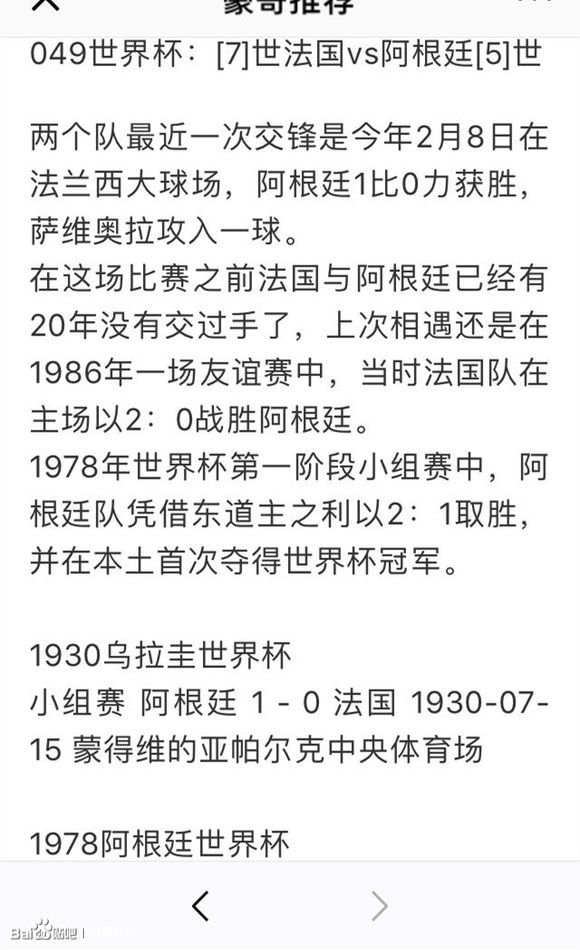 豪哥推荐
049世界杯：[7]世法国vs阿根廷[5]世
两个队最近一次交锋是今年2月8日在
法兰西大球场，阿根廷1比0力获胜，
萨维奥拉攻入一球。
在这场比赛之前法国与阿根廷已经有
20年没有交过手了，上次相遇还是在
1986年一场友谊赛中，当时法国队在
主场以2：0战胜阿根廷。
1978年世界杯第一阶段小组赛中，阿
根廷队凭借东道主之利以2：1取胜，
并在本土首次夺得世界杯冠军。
1930乌拉圭世界杯
小组赛 阿根廷 1 - 0 法国 1930-07-
15 蒙得维的亚帕尔克中央体育场
1978阿根廷世界杯
Bai贴吧